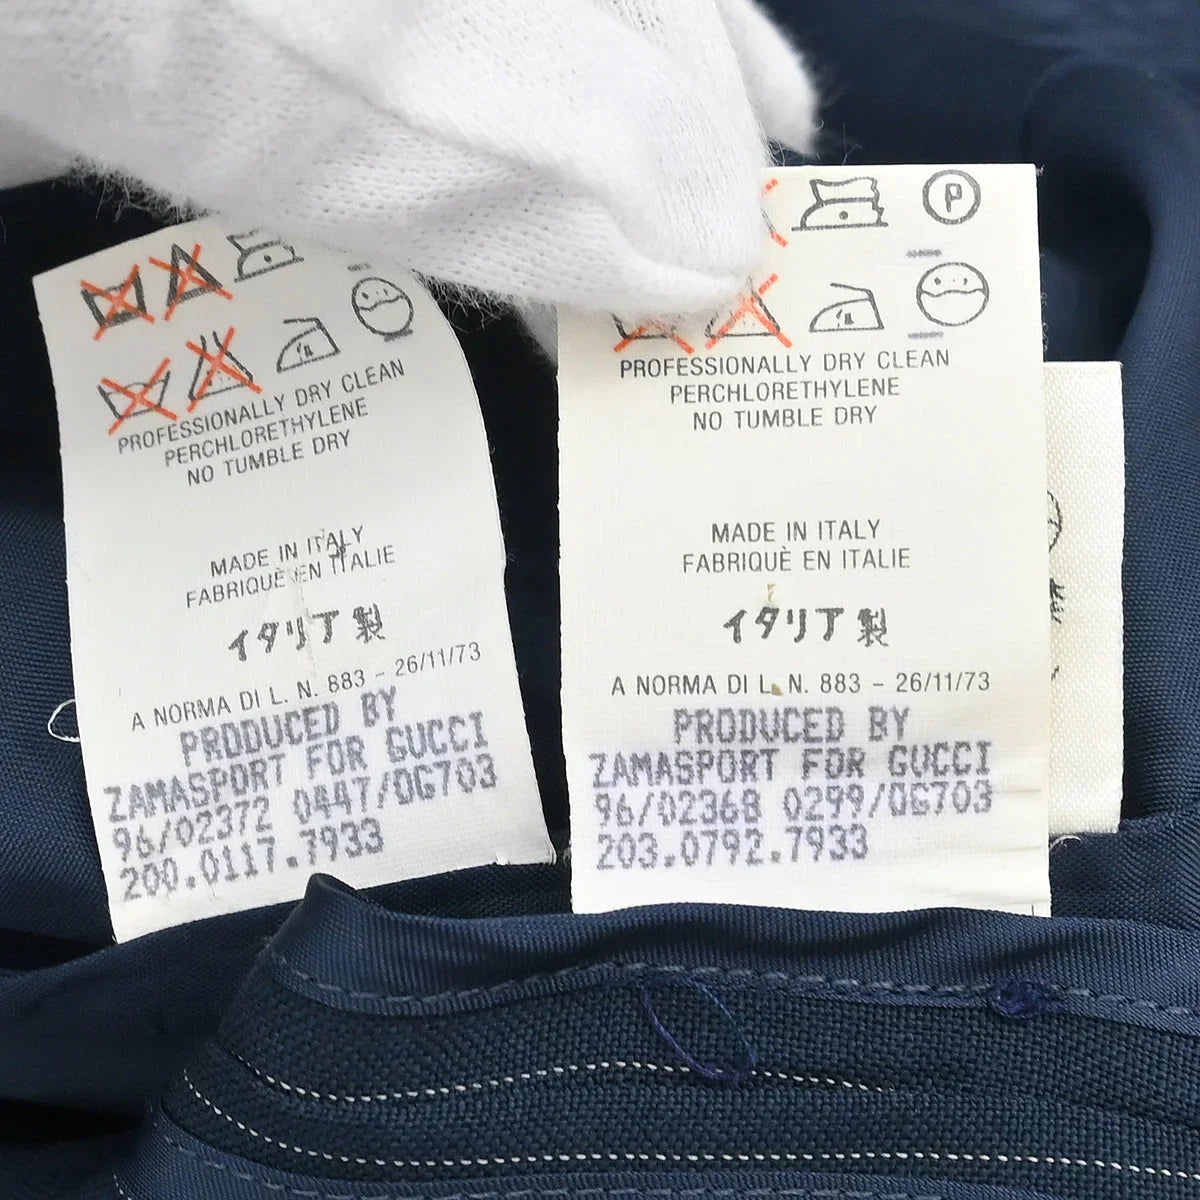 PROFESSIONALLY DRY CLEAN
PERCHLORETHYLENE
NO TUMBLE DRY
MADE IN ITALY
FABRIQUÈ EN ITALIE
イタリア製
A NORMA DI L. N. 883 - 26/11/73
PRODUCED BY
ZAMASPORT FOR GUCCI
96/02372 0447/OG703
200.0117.7933
P
PROFESSIONALLY DRY CLEAN
PERCHLORETHYLENE
NO TUMBLE DRY
MADE IN ITALY
FABRIQUÈ EN ITALIE
イタリア製
A NORMA DI L. N. 883 - 26/11/73
PRODUCED BY
ZAMASPORT FOR GUCCI
96/02368 0299/OG703
203.0792.7933